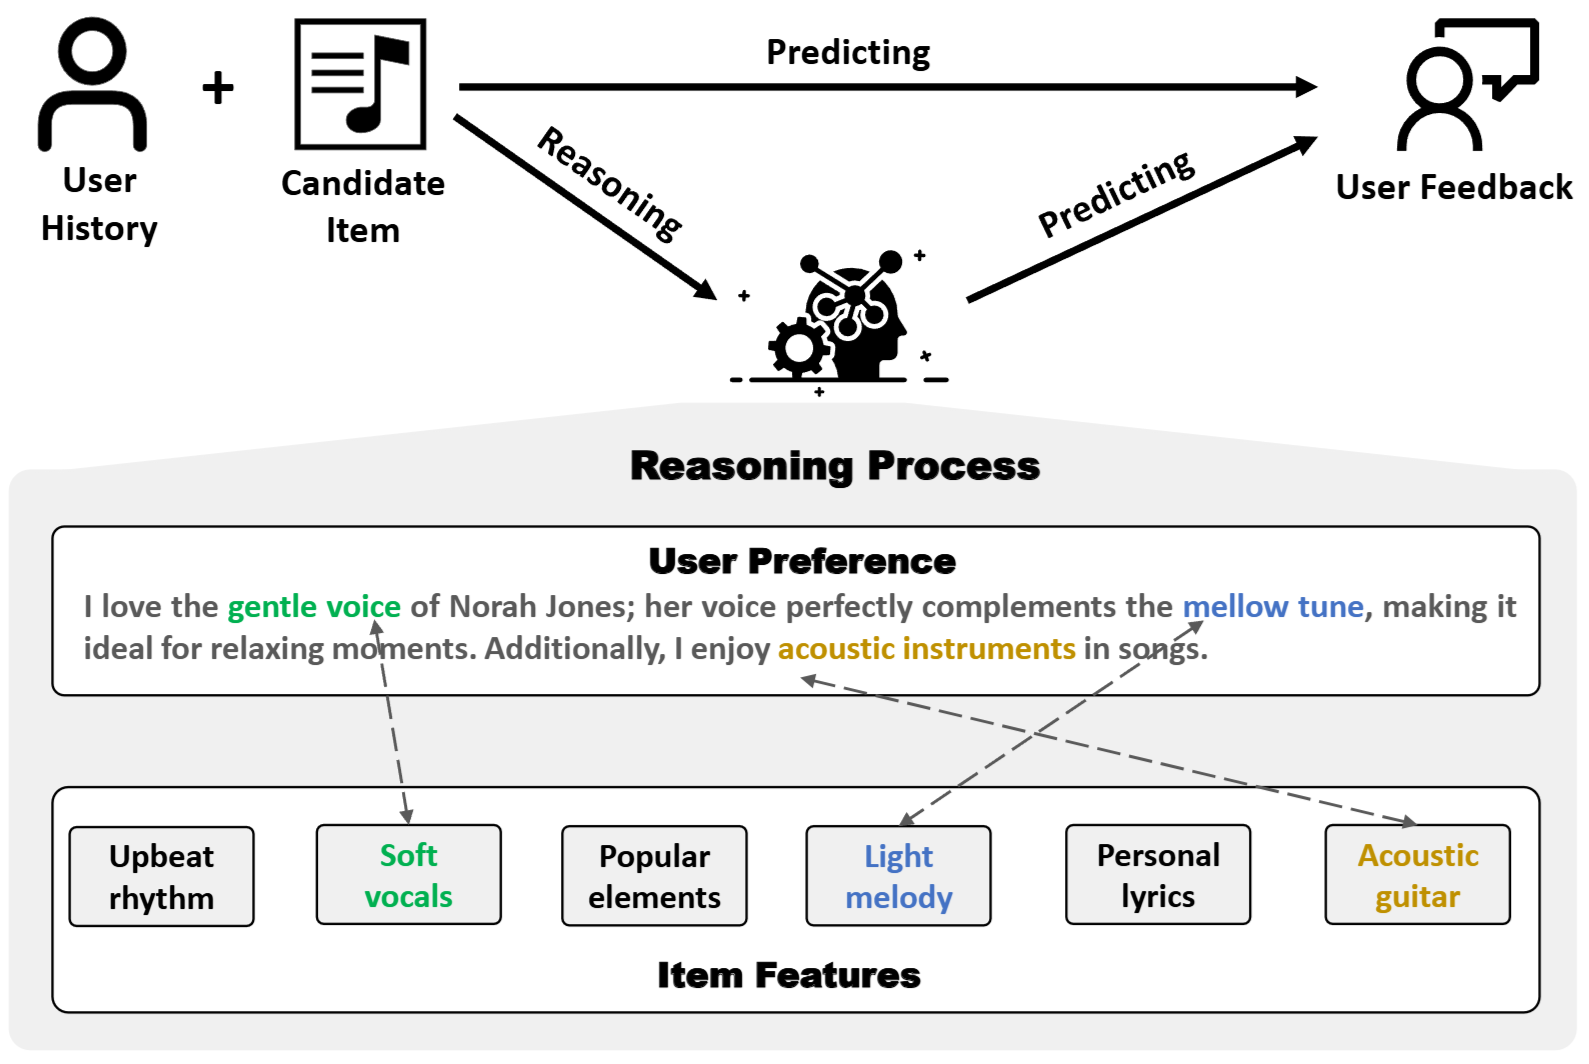 Predicting
User
History
+
Candidate
Item
Reasoning
Predicting
User Feedback
Reasoning Process
User Preference
I love the gentle voice of Norah Jones; her voice perfectly complements the mellow tune, making it
ideal for relaxing moments. Additionally, I enjoy acoustic instruments in songs.
Upbeat
rhythm
Soft
vocals
Popular
elements
Light
melody
Personal
lyrics
Acoustic
guitar
Item Features